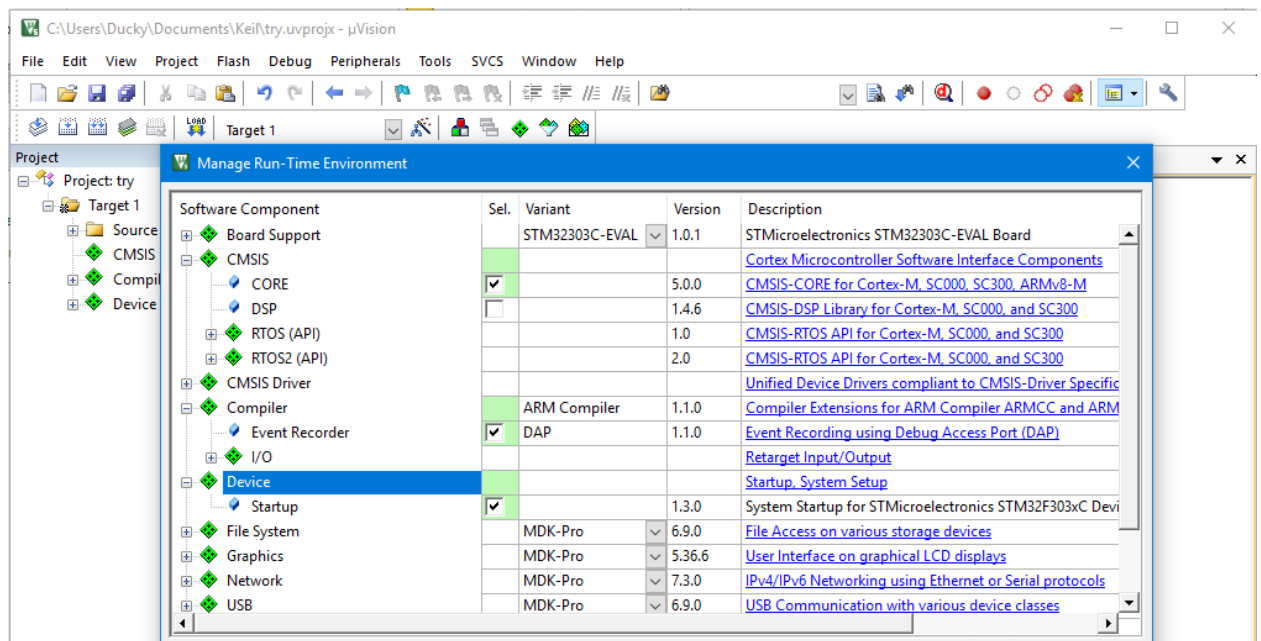 C:\Users\Ducky\Documents\Keil\try.uvprojx - µVision
File Edit View Project Flash Debug Peripherals Tools SVCS Window Help
LOAD Target 1
Project
Manage Run-Time Environment
Project: try
Target 1
Source
CMSIS
Compil
Device
Software Component Sel. Variant Version Description
Board Support STM32303C-EVAL 1.0.1 STMicroelectronics STM32303C-EVAL Board
CMSIS Cortex Microcontroller Software Interface Components
CORE 5.0.0 CMSIS-CORE for Cortex-M, SC000, SC300, ARMv8-M
DSP 1.4.6 CMSIS-DSP Library for Cortex-M, SC000, and SC300
RTOS (API) 1.0 CMSIS-RTOS API for Cortex-M, SC000, and SC300
RTOS2 (API) 2.0 CMSIS-RTOS API for Cortex-M, SC000, and SC300
CMSIS Driver Unified Device Drivers compliant to CMSIS-Driver Specific
Compiler ARM Compiler 1.1.0 Compiler Extensions for ARM Compiler ARMCC and ARM
Event Recorder DAP 1.1.0 Event Recording using Debug Access Port (DAP)
I/O Retarget Input/Output
Device Startup, System Setup
Startup 1.3.0 System Startup for STMicroelectronics STM32F303xC Devi
File System MDK-Pro 6.9.0 File Access on various storage devices
Graphics MDK-Pro 5.36.6 User Interface on graphical LCD displays
Network MDK-Pro 7.3.0 IPv4/IPv6 Networking using Ethernet or Serial protocols
USB MDK-Pro 6.9.0 USB Communication with various device classes